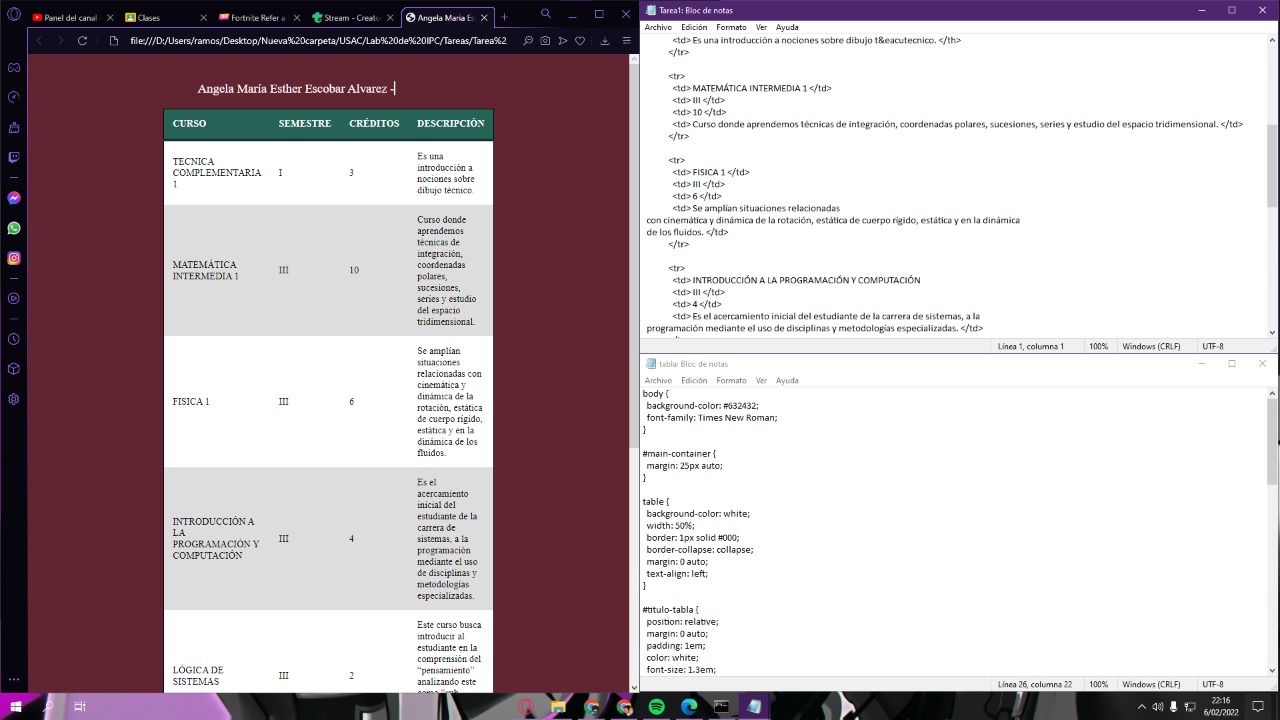 Panel del canal
Clases
Fortnite Refer a
Stream - Creato
Angela María Es
file:///D:/Users/ramos/Desktop/Nueva%20carpeta/USAC/Lab%20de%20IPC/Tareas/Tarea%2
Angela María Esther Escobar Alvarez -
CURSO SEMESTRE CRÉDITOS DESCRIPCIÓN
TECNICA
COMPLEMENTARIA
1
I
3
Es una
introducción a
nociones sobre
dibujo técnico.
MATEMÁTICA
INTERMEDIA 1
III
10
Curso donde
aprendemos
técnicas de
integración,
coordenadas
polares,
sucesiones,
series y estudio
del espacio
tridimensional.
FISICA 1
III
6
Se amplían
situaciones
relacionadas con
cinemática y
dinámica de la
rotación, estática
de cuerpo rígido,
estática y en la
dinámica de los
fluidos.
INTRODUCCIÓN A
LA
PROGRAMACIÓN Y
COMPUTACIÓN
III
4
Es el
acercamiento
inicial del
estudiante de la
carrera de
sistemas, a la
programación
mediante el uso
de disciplinas y
metodologías
especializadas.
LÓGICA DE
SISTEMAS
III
2
Este curso busca
introducir al
estudiante en la
comprensión del
"pensamiento"
analizando este
como "sub
Tarea1: Bloc de notas
Archivo Edición Formato Ver Ayuda
<td> Es una introducción a nociones sobre dibujo t&eacutecnico. </th>
</tr>
<tr>
<td> MATEMÁTICA INTERMEDIA 1 </td>
<td> III </td>
<td> 10 </td>
<td> Curso donde aprendemos técnicas de integración, coordenadas polares, sucesiones, series y estudio del espacio tridimensional. </td>
</tr>
<tr>
<td> FISICA 1 </td>
<td> III </td>
<td> 6 </td>
<td> Se amplían situaciones relacionadas
con cinemática y dinámica de la rotación, estática de cuerpo rígido, estática y en la dinámica
de los fluidos. </td>
</tr>
<tr>
<td> INTRODUCCIÓN A LA PROGRAMACIÓN Y COMPUTACIÓN
<td> III </td>
<td> 4 </td>
<td> Es el acercamiento inicial del estudiante de la carrera de sistemas, a la
programación mediante el uso de disciplinas y metodologías especializadas. </td>
Línea 1, columna 1 100% Windows (CRLF) UTF-8
tabla: Bloc de notas
Archivo Edición Formato Ver Ayuda
body {
background-color: #632432;
font-family: Times New Roman;
}
#main-container {
margin: 25px auto;
}
table {
background-color: white;
width: 50%;
border: 1px solid #000;
border-collapse: collapse;
margin: 0 auto;
text-align: left;
}
#titulo-tabla {
position: relative;
margin: 0 auto;
padding: 1em;
color: white;
font-size: 1.3em;
Línea 26, columna 22 100% Windows (CRLF) UTF-8
22:16
6/02/2022